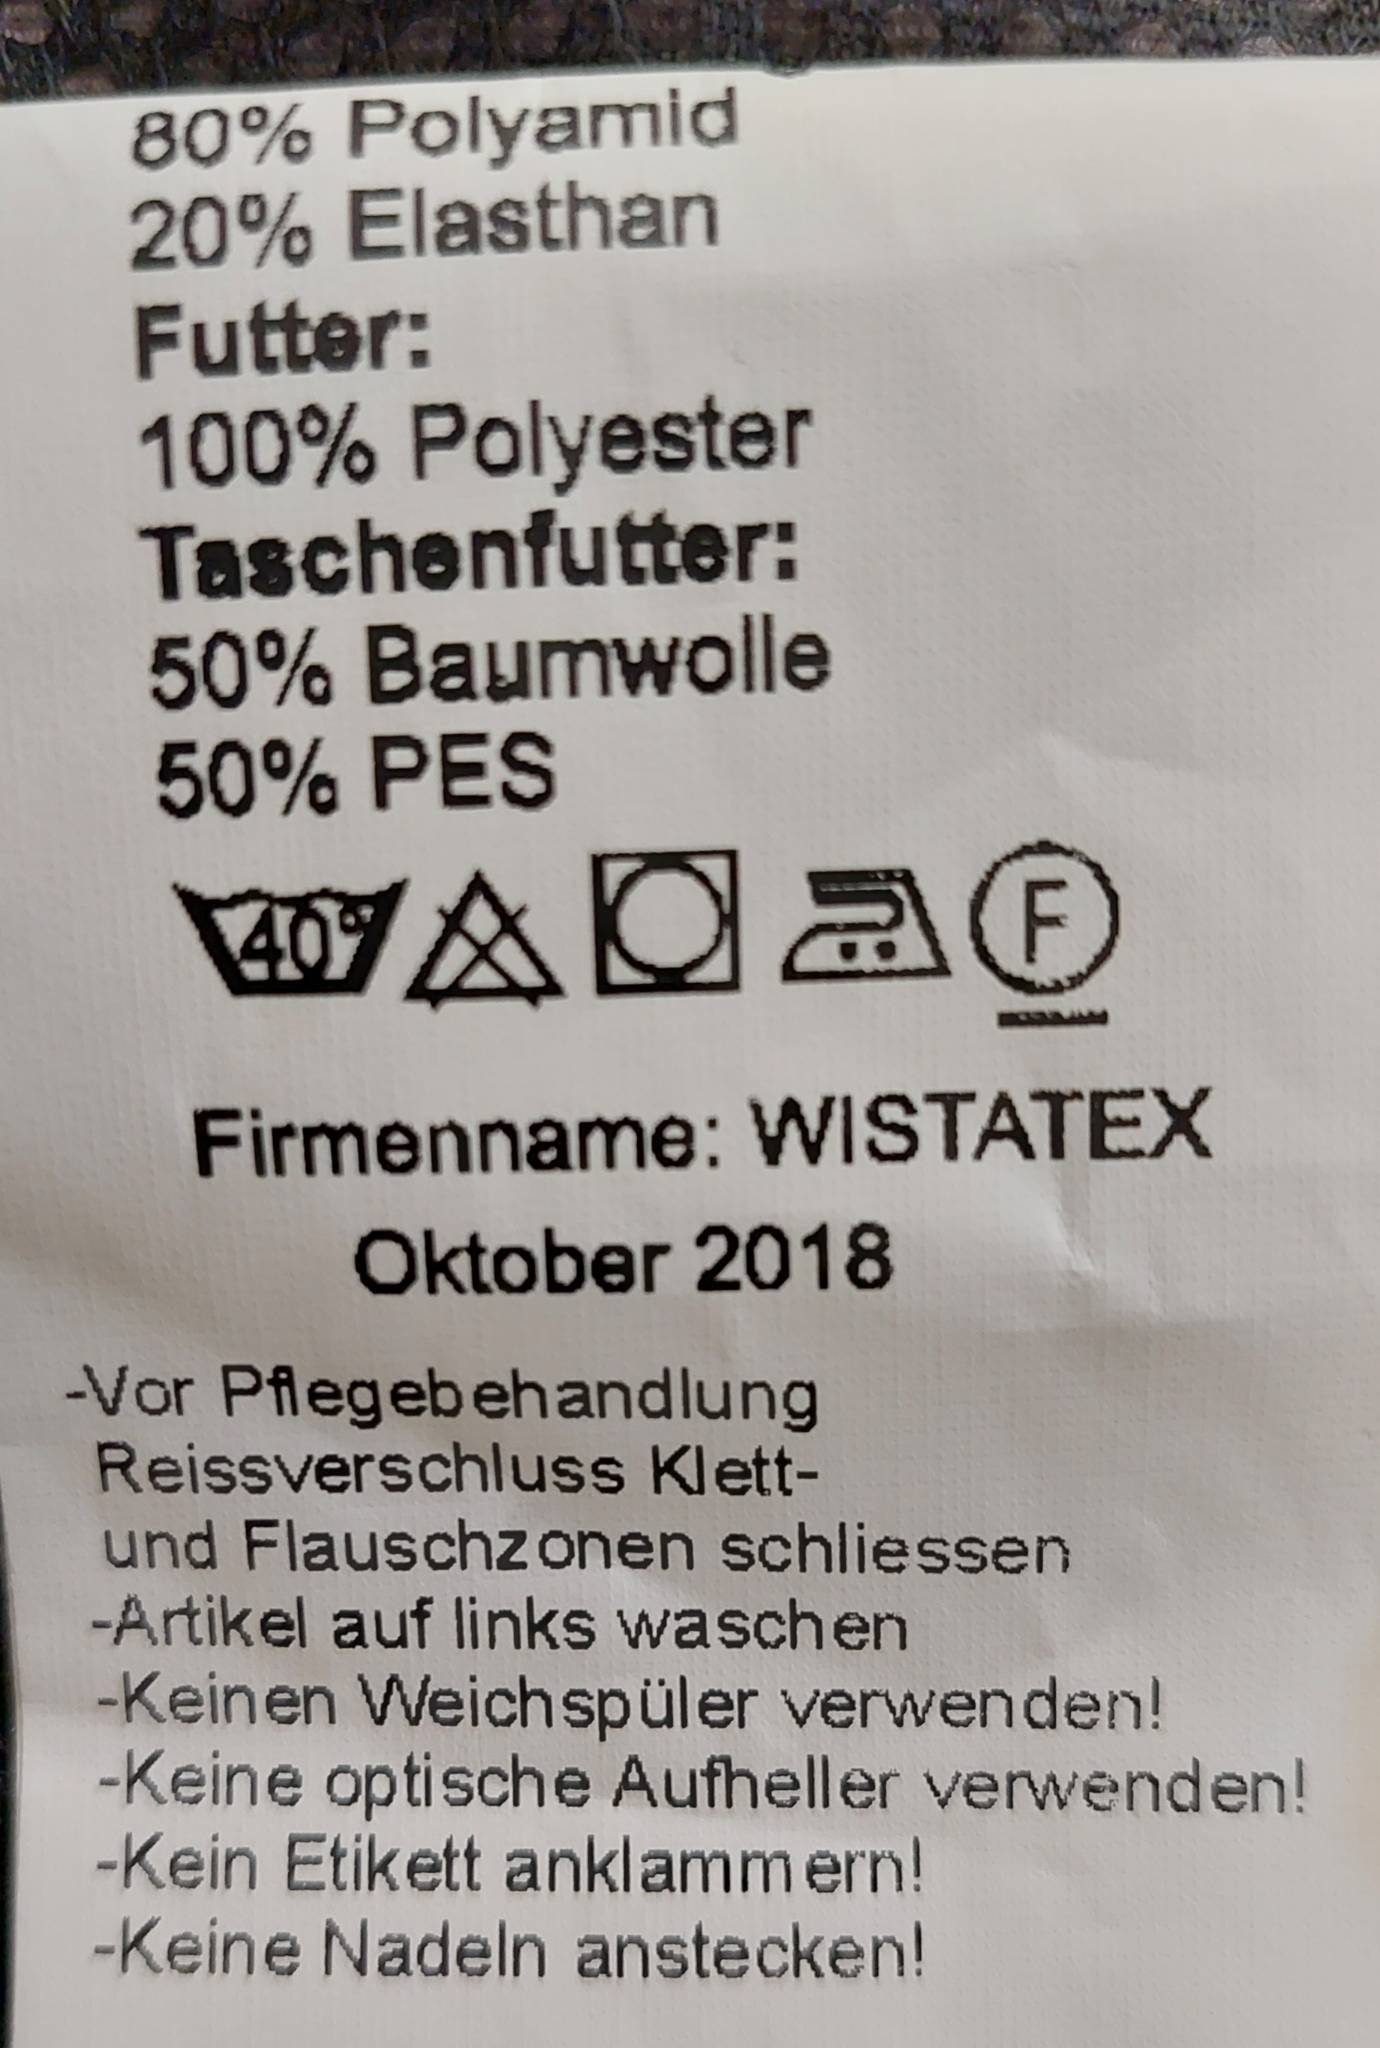 80% Polyamid
20% Elasthan
Futter:
100% Polyester
Taschenfutter:
50% Baumwolle
50% PES
40° F
Firmenname: WISTATEX
Oktober 2018
-Vor Pflegebehandlung
Reissverschluss Klett-
und Flauschzonen schliessen
-Artikel auf links waschen
-Keinen Weichspüler verwenden!
-Keine optische Aufheller verwenden!
-Kein Etikett anklammern!
-Keine Nadeln anstecken!